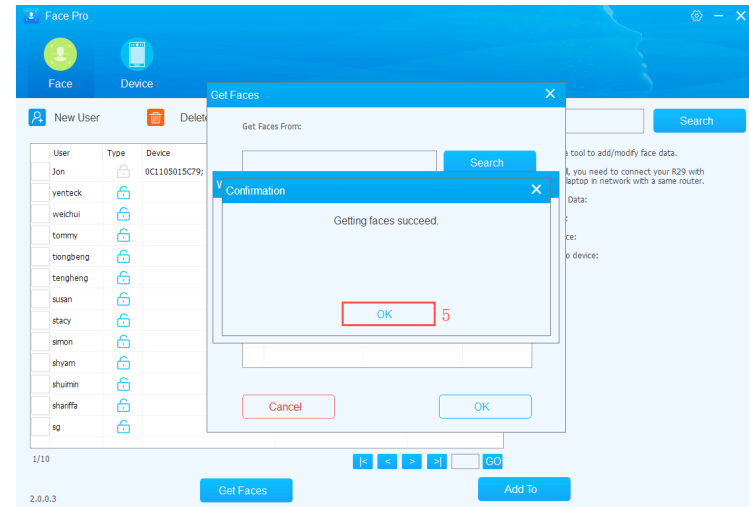 Face Pro
Face
Device
New User
Delete
Search
User Type Device
Jon 0C1105015C79;
yenteck
weichui
tommy
tiongbeng
tengheng
susan
stacy
simon
shyam
shuimin
shariffa
sg
1/10
|< < > >| GO
Get Faces
Add To
2.0.0.3
Get Faces
Get Faces From:
Search
Confirmation
Getting faces succeed.
OK 5
Cancel
OK
tool to add/modify face data.
you need to connect your R29 with
laptop in network with a same router.
Data:
to device: